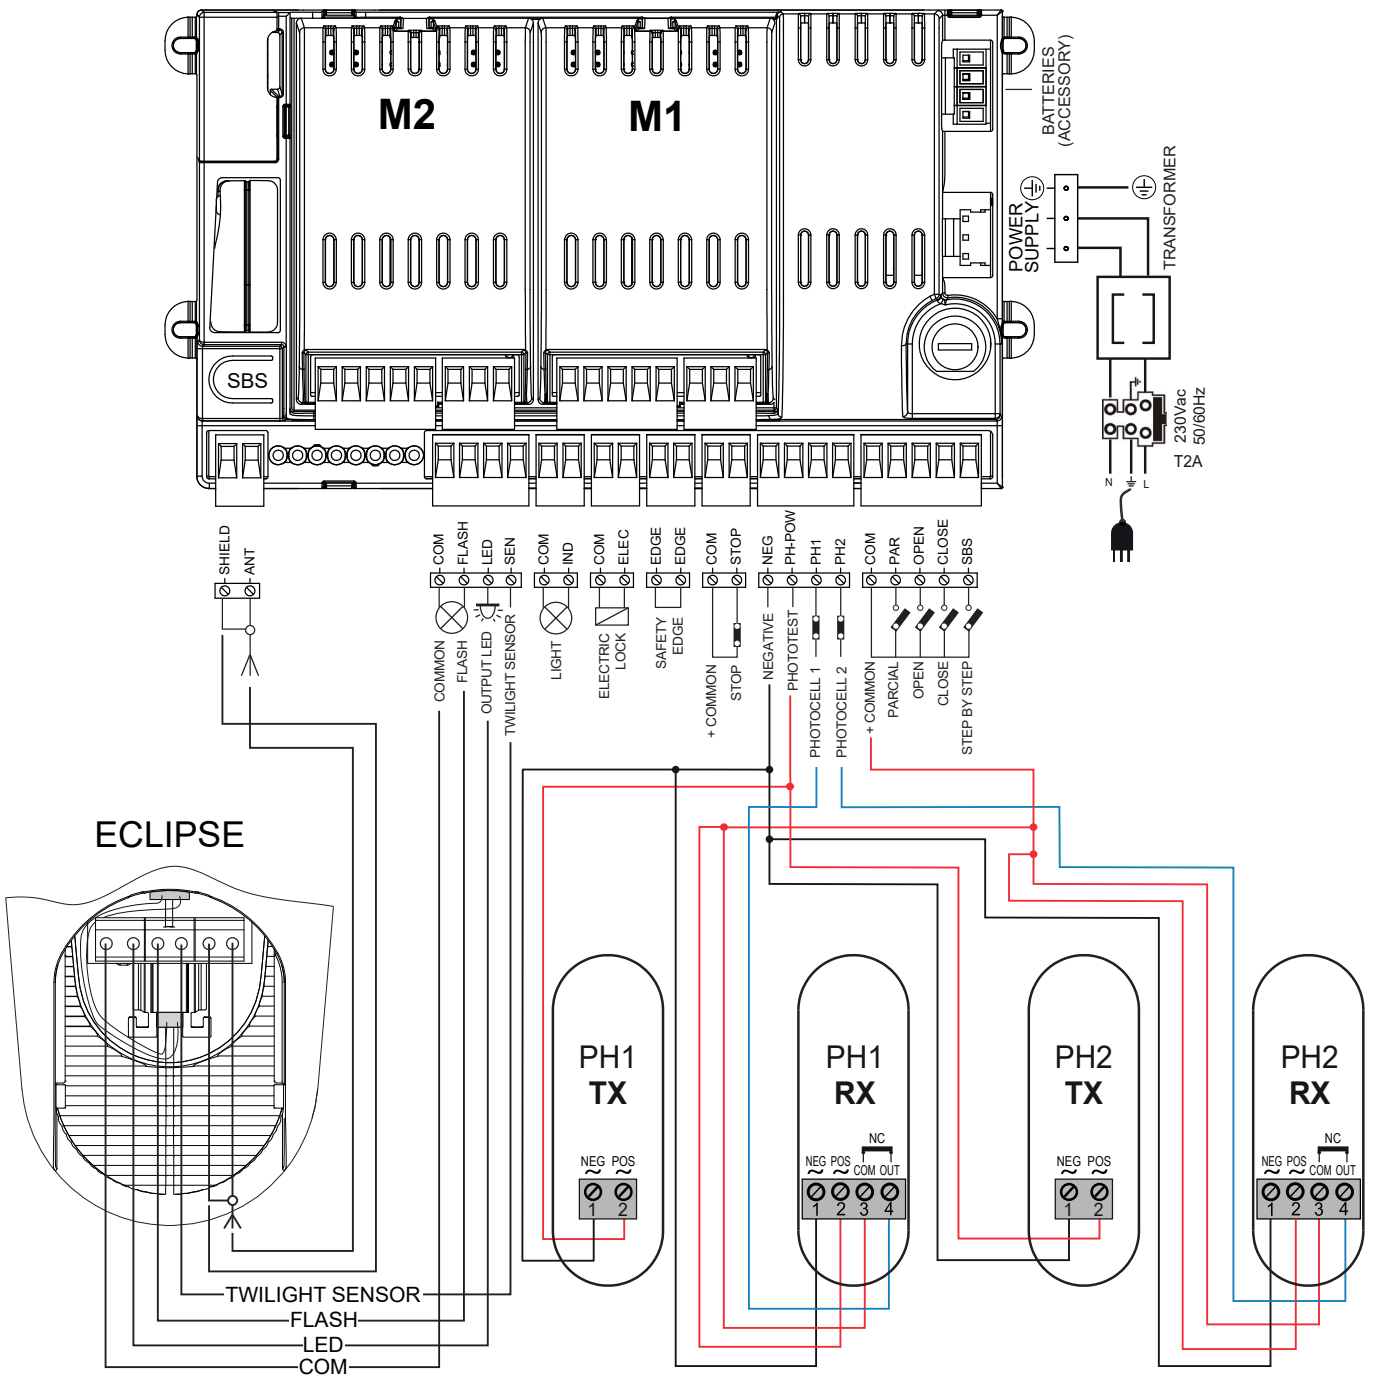 M2
M1
BATTERIES
(ACCESSORY)
POWER
SUPPLY
TRANSFORMER
SBS
230Vac
50/60Hz
T2A
N
L
SHIELD
ANT
COM
FLASH
LED
SEN
COM
IND
COM
ELEC
EDGE
EDGE
COM
STOP
NEG
PH-POW
PH1
PH2
COM
PAR
OPEN
CLOSE
SBS
COMMON
FLASH
OUTPUT LED
TWILIGHT SENSOR
LIGHT
ELECTRIC
LOCK
SAFETY
EDGE
+ COMMON
STOP
NEGATIVE
PHOTOTEST
PHOTOCELL 1
PHOTOCELL 2
+ COMMON
PARCIAL
OPEN
CLOSE
STEP BY STEP
ECLIPSE
PH1
TX
NEG POS
~ ~
1 2
PH1
RX
NC
NEG POS COM OUT
~ ~
1 2 3 4
PH2
TX
NEG POS
~ ~
1 2
PH2
RX
NC
NEG POS COM OUT
~ ~
1 2 3 4
TWILIGHT SENSOR
FLASH
LED
COM